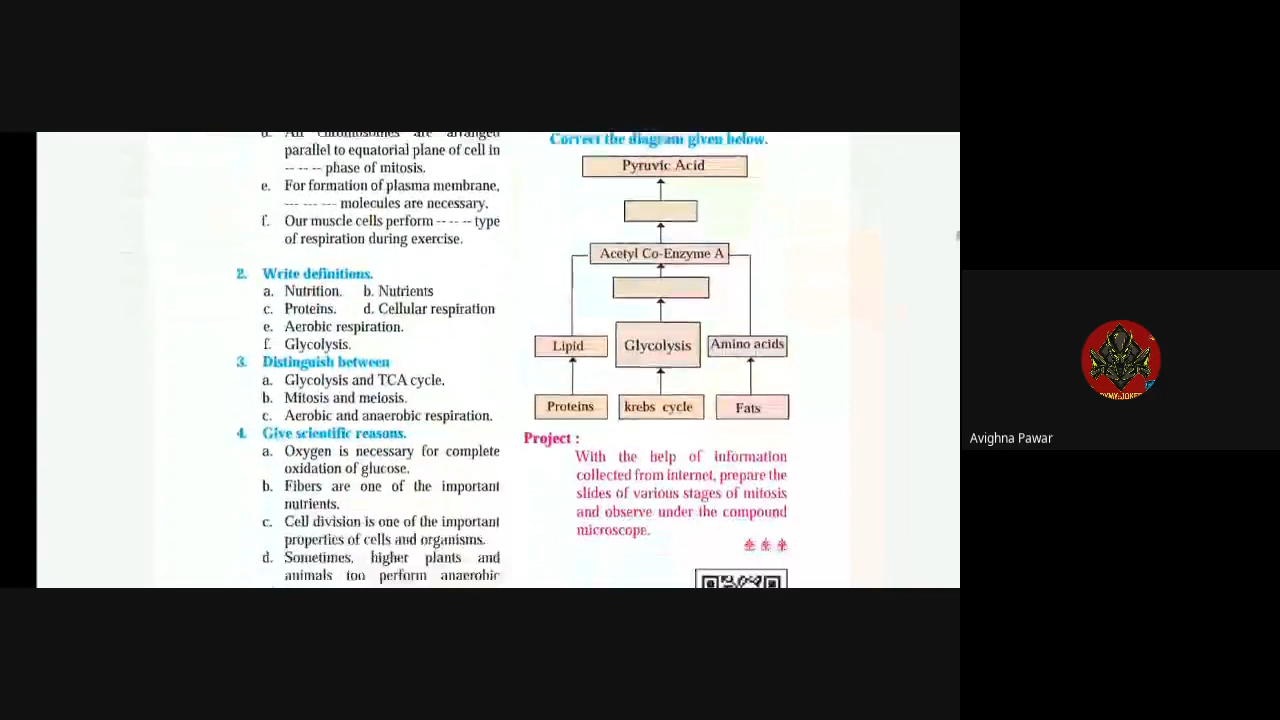 d. All chromosomes are arranged
parallel to equatorial plane of cell in
-- -- -- phase of mitosis.
e. For formation of plasma membrane,
--- --- --- molecules are necessary.
f. Our muscle cells perform -- -- -- type
of respiration during exercise.
2. Write definitions.
a. Nutrition. b. Nutrients
c. Proteins. d. Cellular respiration
e. Aerobic respiration.
f. Glycolysis.
3. Distinguish between
a. Glycolysis and TCA cycle.
b. Mitosis and meiosis.
c. Aerobic and anaerobic respiration.
4. Give scientific reasons.
a. Oxygen is necessary for complete
oxidation of glucose.
b. Fibers are one of the important
nutrients.
c. Cell division is one of the important
properties of cells and organisms.
d. Sometimes, higher plants and
animals too perform anaerobic
Correct the diagram given below.
Pyruvic Acid
Acetyl Co-Enzyme A
Lipid
Glycolysis
Amino acids
Proteins
krebs cycle
Fats
Project :
With the help of information
collected from internet, prepare the
slides of various stages of mitosis
and observe under the compound
microscope.
Avighna Pawar